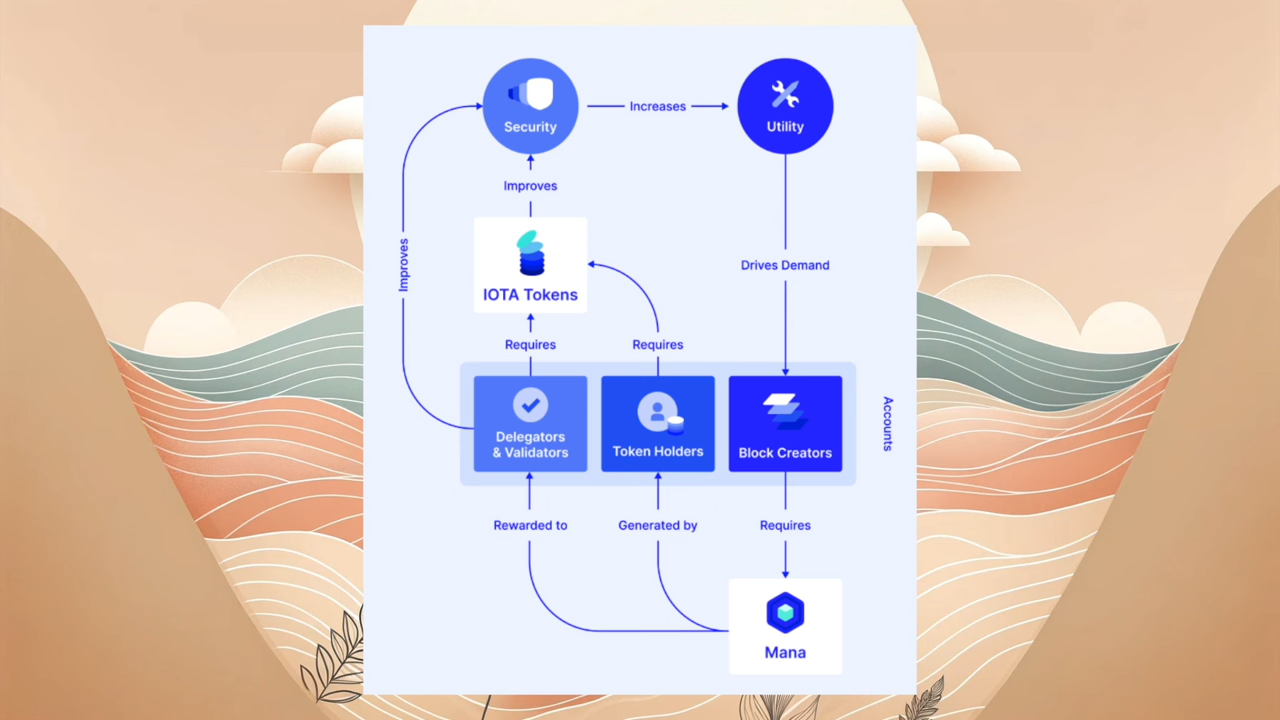 Security
Increases
Utility
Improves
Improves
Drives Demand
IOTA Tokens
Requires
Requires
Delegators
& Validators
Token Holders
Block Creators
Accounts
Rewarded to
Generated by
Requires
Mana